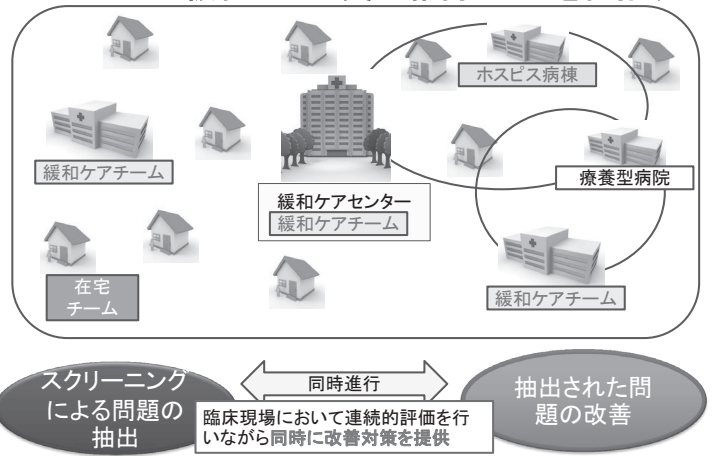 ホスピス病棟
緩和ケアチーム
療養型病院
緩和ケアセンター
緩和ケアチーム
在宅
チーム
緩和ケアチーム
スクリーニング
による問題の
抽出
同時進行
臨床現場において連続的評価を行
いながら同時に改善対策を提供
抽出された問
題の改善